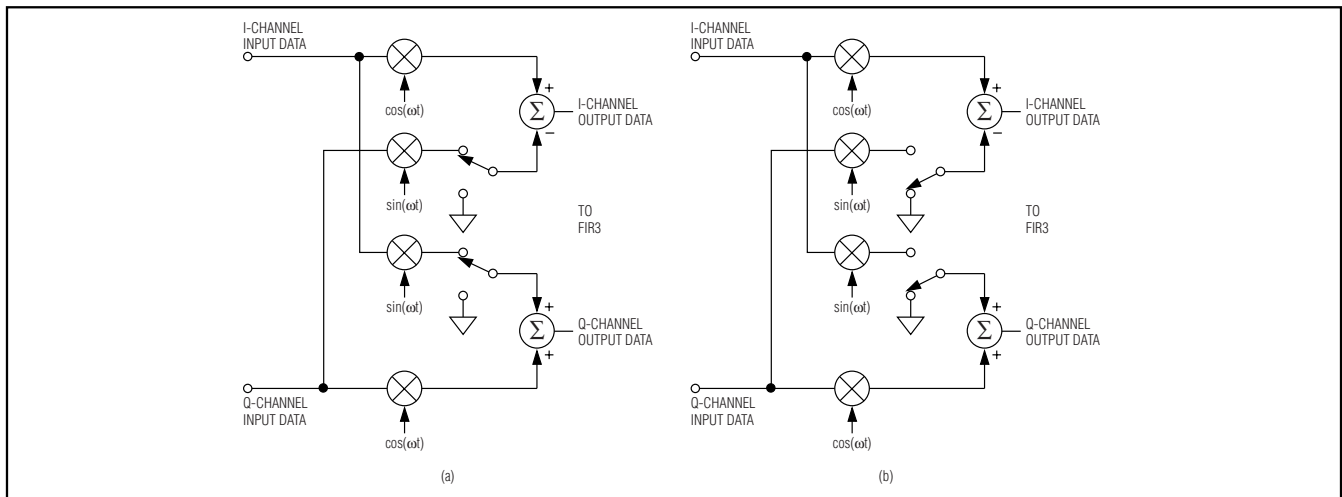 I-CHANNEL
INPUT DATA
cos(ωt)
+
Σ
−
I-CHANNEL
OUTPUT DATA
sin(ωt)
TO
FIR3
sin(ωt)
+
Σ
+
Q-CHANNEL
OUTPUT DATA
Q-CHANNEL
INPUT DATA
cos(ωt)
(a)
I-CHANNEL
INPUT DATA
cos(ωt)
+
Σ
−
I-CHANNEL
OUTPUT DATA
sin(ωt)
TO
FIR3
sin(ωt)
+
Σ
+
Q-CHANNEL
OUTPUT DATA
Q-CHANNEL
INPUT DATA
cos(ωt)
(b)